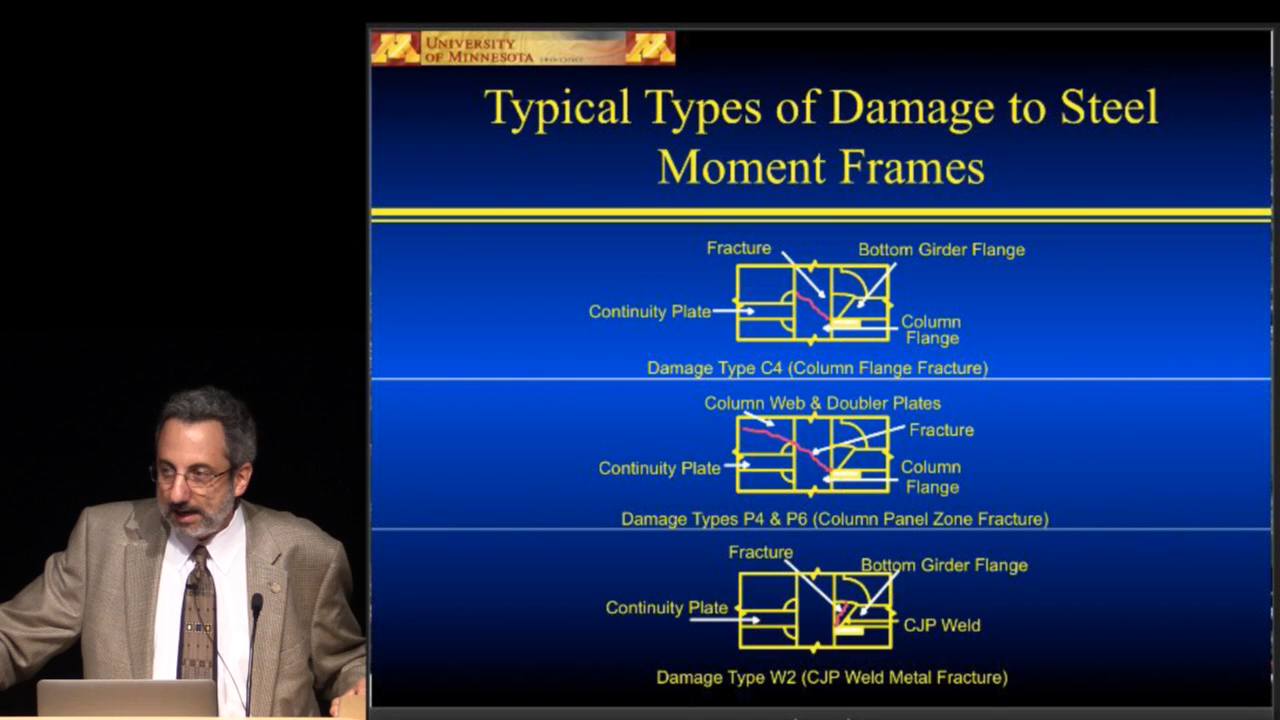 UNIVERSITY
OF MINNESOTA
Typical Types of Damage to Steel
Moment Frames
Fracture
Bottom Girder Flange
Continuity Plate
Column
Flange
Damage Type C4 (Column Flange Fracture)
Column Web & Doubler Plates
Fracture
Continuity Plate
Column
Flange
Damage Types P4 & P6 (Column Panel Zone Fracture)
Fracture
Bottom Girder Flange
Continuity Plate
CJP Weld
Damage Type W2 (CJP Weld Metal Fracture)